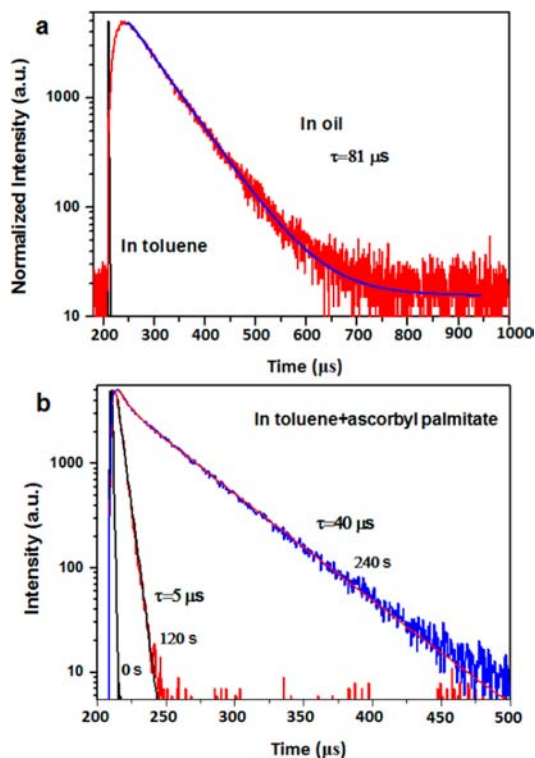 a
Normalized Intensity (a.u.)
1000
100
10
In oil
τ=81 μs
In toluene
200 300 400 500 600 700 800 900 1000
Time (μs)
b
Intensity (a.u.)
1000
100
10
In toluene+ascorbyl palmitate
τ=40 μs
240 s
τ=5 μs
120 s
0 s
200 250 300 350 400 450 500
Time (μs)